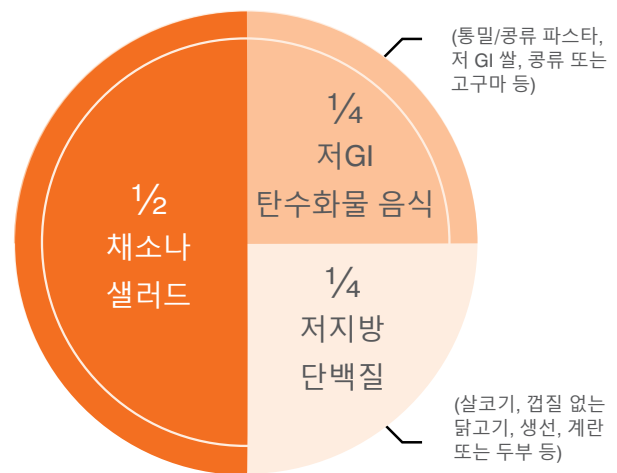 (통밀/콩류 파스타,
저 GI 쌀, 콩류 또는
고구마 등)
¼
저GI
탄수화물 음식
½
채소나
샐러드
¼
저지방
단백질
(살코기, 껍질 없는
닭고기, 생선, 계란
또는 두부 등)